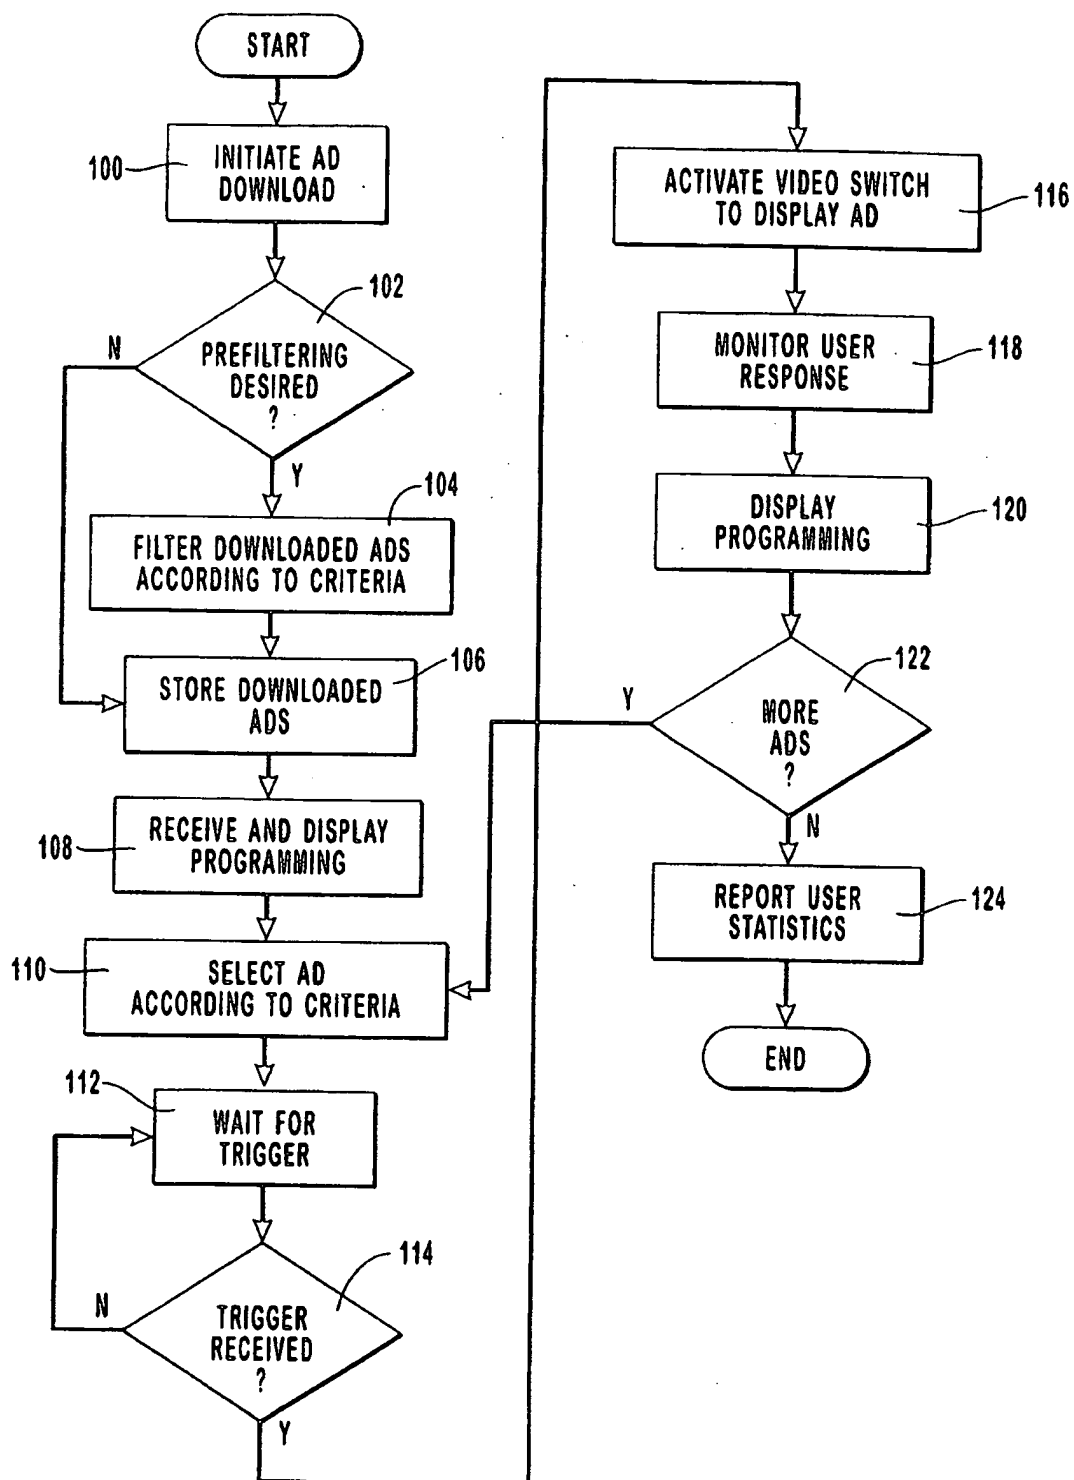 START
100
INITIATE AD
DOWNLOAD
102
N
PREFILTERING
DESIRED
?
Y
104
FILTER DOWNLOADED ADS
ACCORDING TO CRITERIA
106
STORE DOWNLOADED
ADS
108
RECEIVE AND DISPLAY
PROGRAMMING
110
SELECT AD
ACCORDING TO CRITERIA
112
WAIT FOR
TRIGGER
114
N
TRIGGER
RECEIVED
?
Y
ACTIVATE VIDEO SWITCH
TO DISPLAY AD
116
MONITOR USER
RESPONSE
118
DISPLAY
PROGRAMMING
120
122
Y
MORE
ADS
?
N
REPORT USER
STATISTICS
124
END